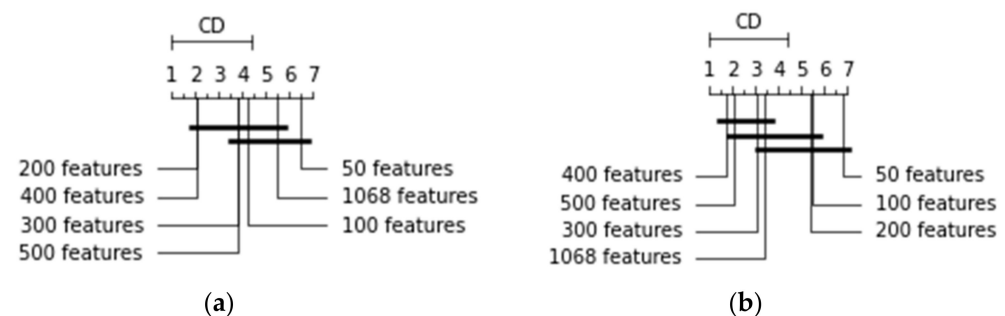 CD
1 2 3 4 5 6 7
200 features
400 features
300 features
500 features
50 features
1068 features
100 features
(a)
CD
1 2 3 4 5 6 7
400 features
500 features
300 features
1068 features
50 features
100 features
200 features
(b)